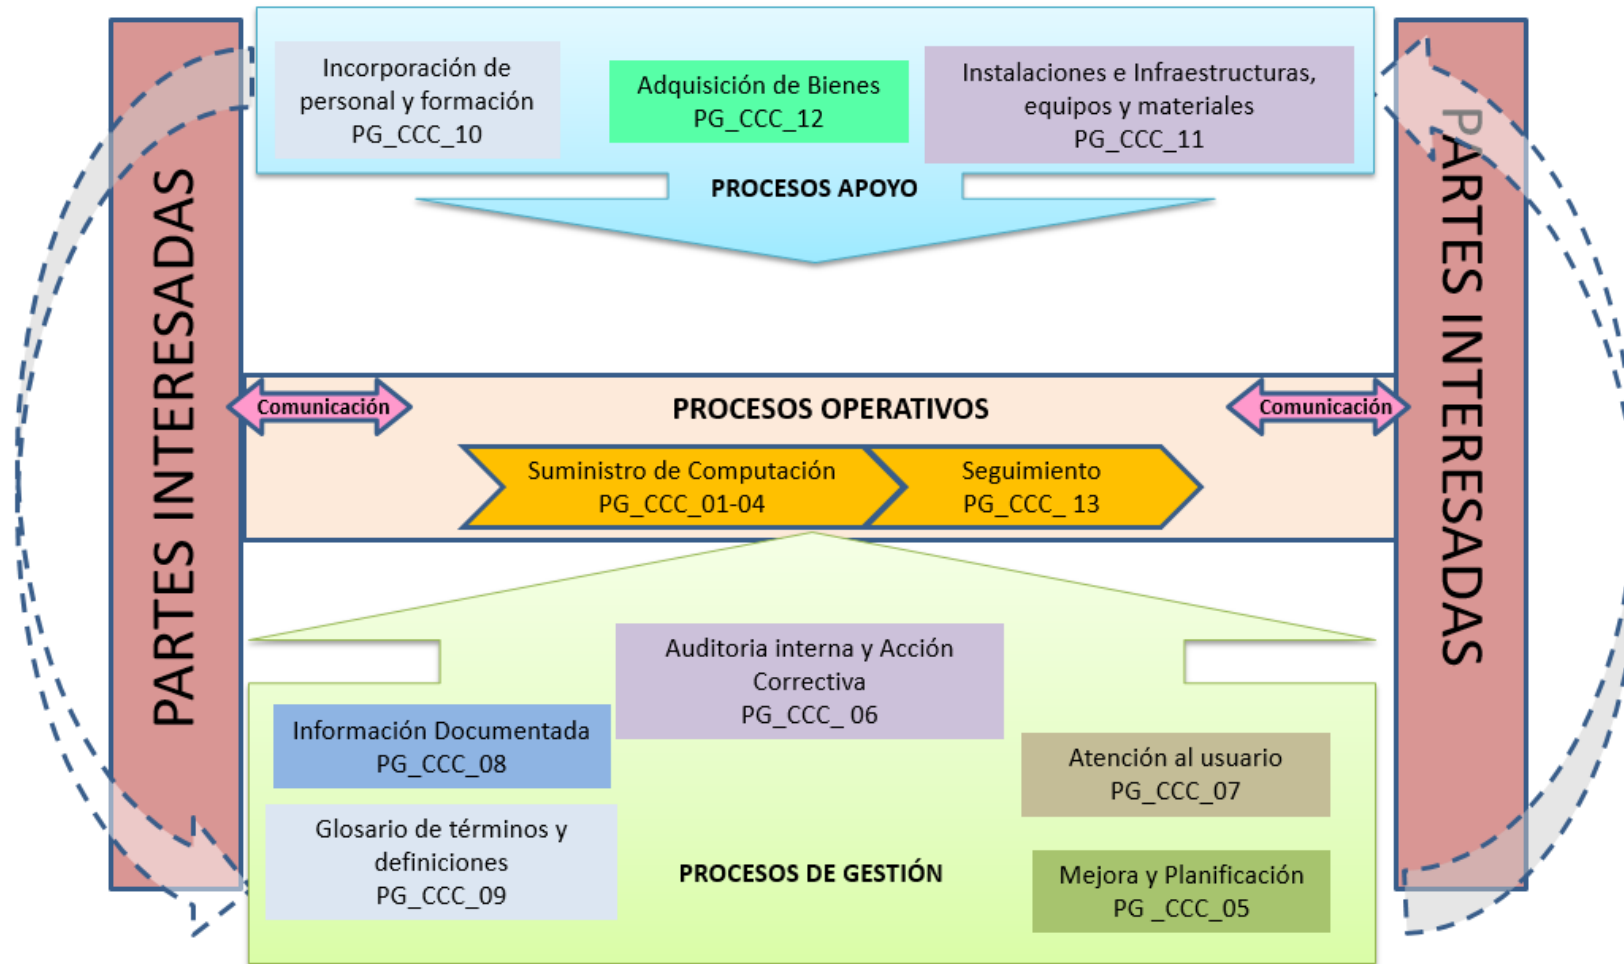 PARTES INTERESADAS
Incorporación de
personal y formación
PG_CCC_10
Adquisición de Bienes
PG_CCC_12
Instalaciones e Infraestructuras,
equipos y materiales
PG_CCC_11
PROCESOS APOYO
PARTES INTERESADAS
Comunicación
PROCESOS OPERATIVOS
Comunicación
Suministro de Computación
PG_CCC_01-04
Seguimiento
PG_CCC_ 13
Auditoria interna y Acción
Correctiva
PG_CCC_ 06
Información Documentada
PG_CCC_08
Atención al usuario
PG_CCC_07
Glosario de términos y
definiciones
PG_CCC_09
PROCESOS DE GESTIÓN
Mejora y Planificación
PG _CCC_05